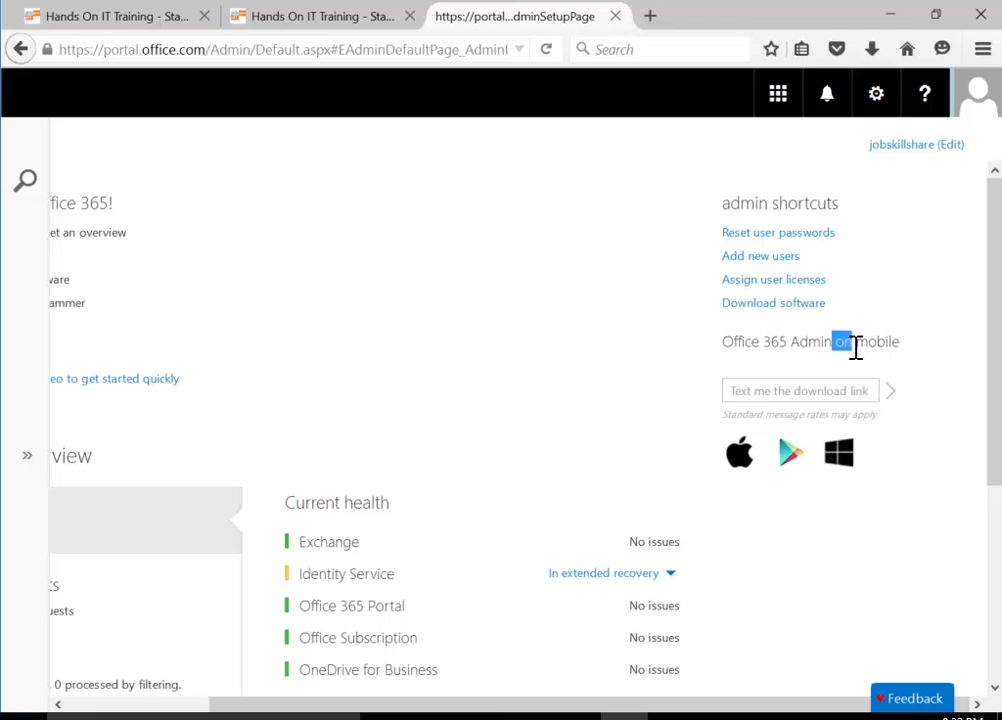 Hands On IT Training - Sta...
Hands On IT Training - Sta...
https://portal...dminSetupPage
https://portal.office.com/Admin/Default.aspx#EAdminDefaultPage_AdminI
Search
?
jobskillshare (Edit)
ffice 365!
et an overview
ware
ammer
eo to get started quickly
view
admin shortcuts
Reset user passwords
Add new users
Assign user licenses
Download software
Office 365 Admin on mobile
Text me the download link
Standard message rates may apply.
Current health
Exchange No issues
Identity Service In extended recovery
Office 365 Portal No issues
Office Subscription No issues
OneDrive for Business No issues
uests
, 0 processed by filtering.
Feedback